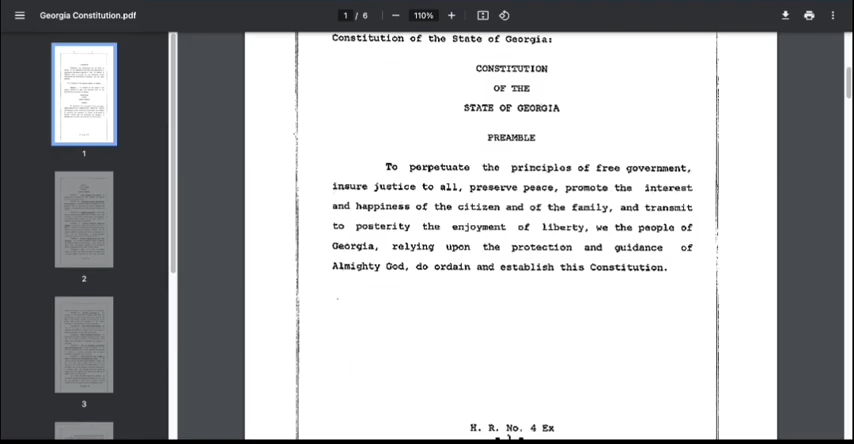 Georgia Constitution.pdf
1 / 6
110%
Constitution of the State of Georgia:
CONSTITUTION
OF THE
STATE OF GEORGIA
PREAMBLE
To perpetuate the principles of free government,
insure justice to all, preserve peace, promote the interest
and happiness of the citizen and of the family, and transmit
to posterity the enjoyment of liberty, we the people of
Georgia, relying upon the protection and guidance of
Almighty God, do ordain and establish this Constitution.
H. R. No. 4 Ex
1
2
3